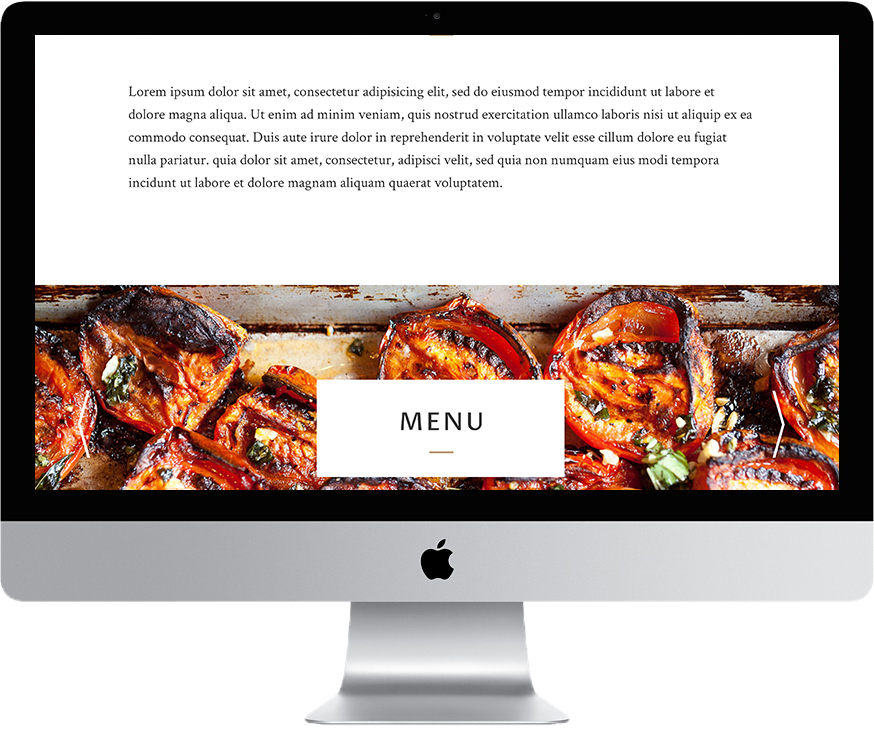 Lorem ipsum dolor sit amet, consectetur adipisicing elit, sed do eiusmod tempor incididunt ut labore et
dolore magna aliqua. Ut enim ad minim veniam, quis nostrud exercitation ullamco laboris nisi ut aliquip ex ea
commodo consequat. Duis aute irure dolor in reprehenderit in voluptate velit esse cillum dolore eu fugiat
nulla pariatur. quia dolor sit amet, consectetur, adipisci velit, sed quia non numquam eius modi tempora
incidunt ut labore et dolore magnam aliquam quaerat voluptatem.
MENU